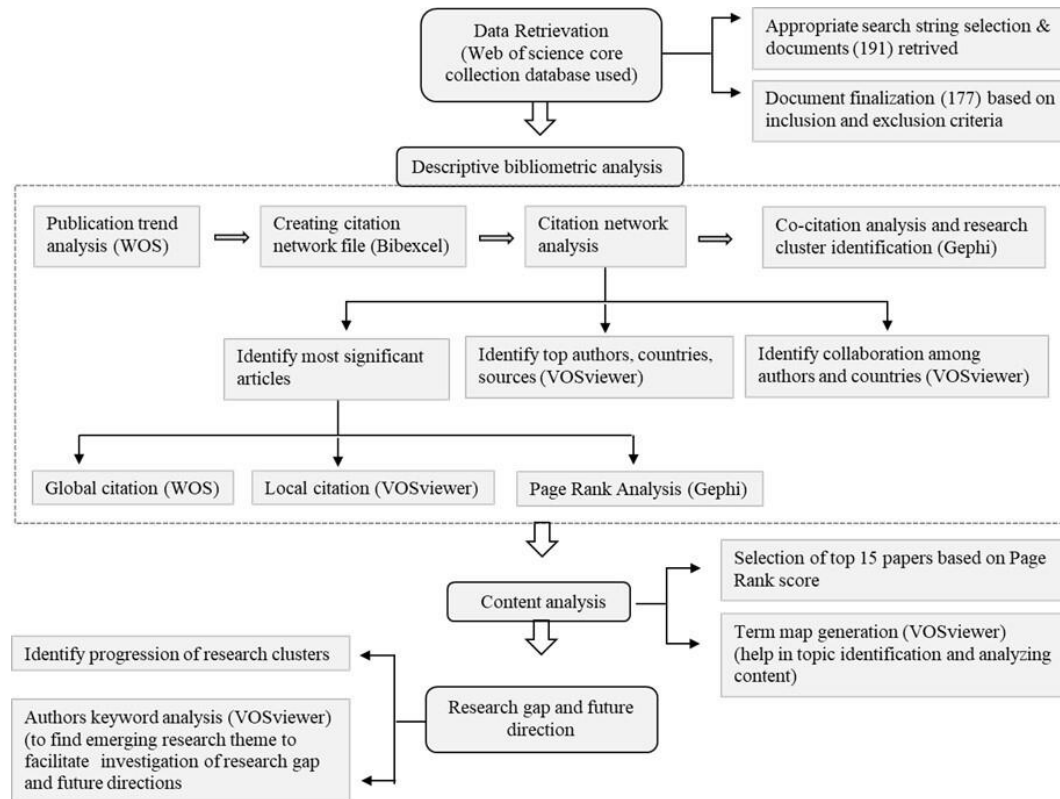 Data Retrievation
(Web of science core
collection database used)
Appropriate search string selection &
documents (191) retrived
Document finalization (177) based on
inclusion and exclusion criteria
Descriptive bibliometric analysis
Publication trend
analysis (WOS)
Creating citation
network file (Bibexcel)
Citation network
analysis
Co-citation analysis and research
cluster identification (Gephi)
Identify most significant
articles
Identify top authors, countries,
sources (VOSviewer)
Identify collaboration among
authors and countries (VOSviewer)
Global citation (WOS)
Local citation (VOSviewer)
Page Rank Analysis (Gephi)
Content analysis
Selection of top 15 papers based on Page
Rank score
Term map generation (VOSviewer)
(help in topic identification and analyzing
content)
Research gap and future
direction
Identify progression of research clusters
Authors keyword analysis (VOSviewer)
(to find emerging research theme to
facilitate investigation of research gap
and future directions